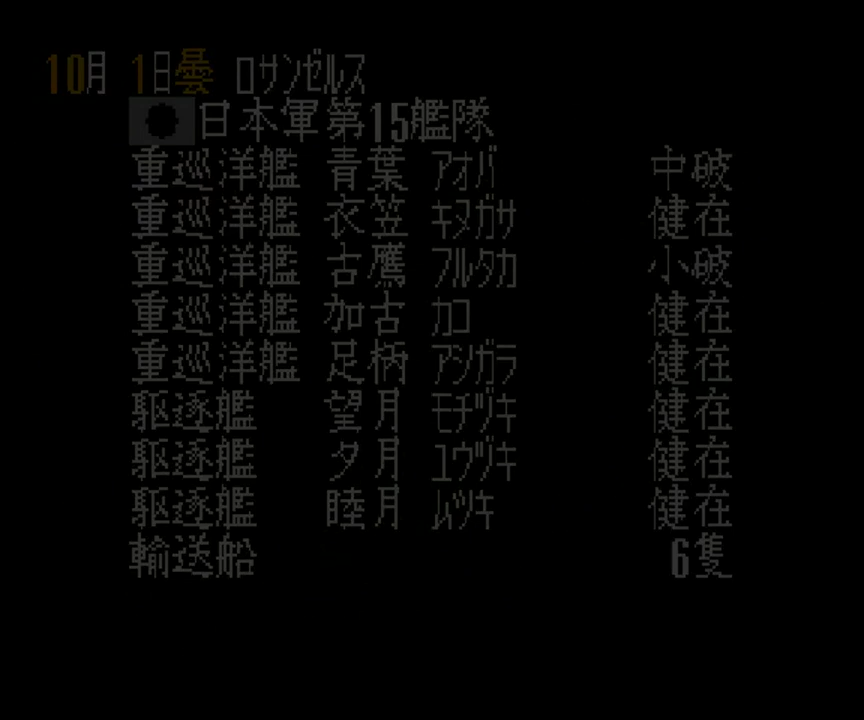 10月 1日曇 ロサンゼルス
日本軍第15艦隊
重巡洋艦 青葉 アオバ 中破
重巡洋艦 衣笠 キヌガサ 健在
重巡洋艦 古鷹 フルタカ 小破
重巡洋艦 加古 カコ 健在
重巡洋艦 足柄 アシガラ 健在
駆逐艦 望月 モチヅキ 健在
駆逐艦 夕月 ユウヅキ 健在
駆逐艦 睦月 ムツキ 健在
輸送船 6隻